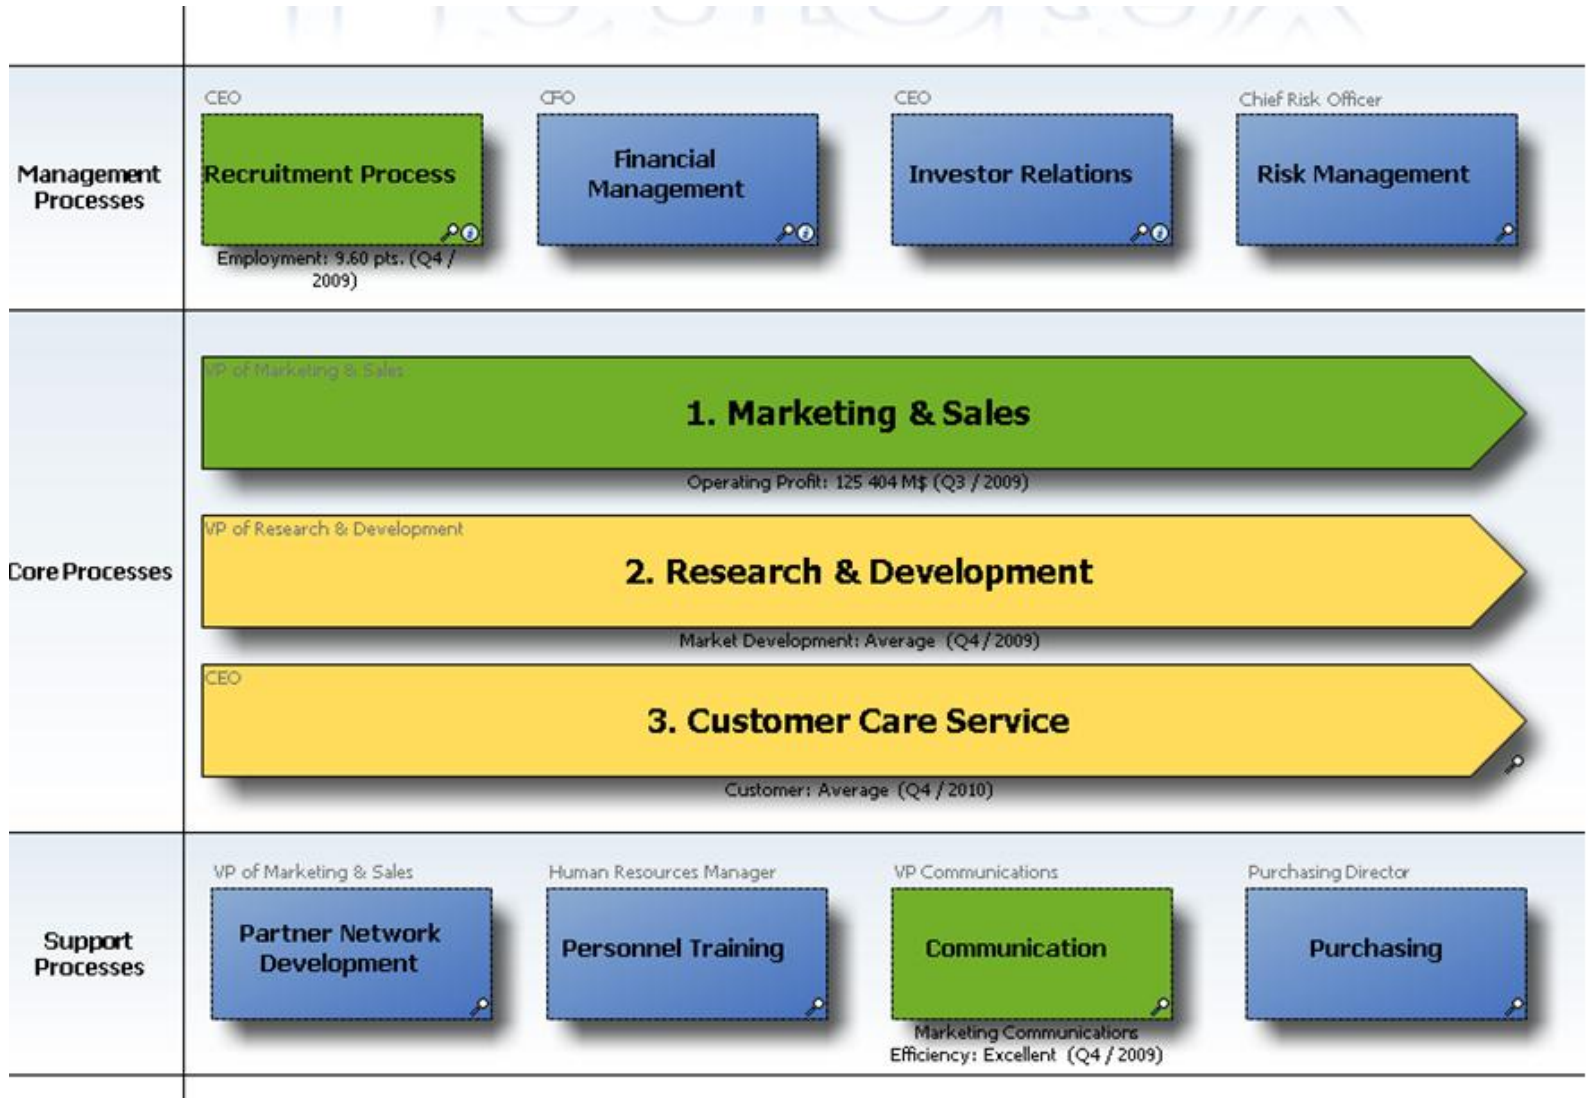 CEO
CFO
CEO
Chief Risk Officer
Management
Processes
Recruitment Process
Financial
Management
Investor Relations
Risk Management
Employment: 9.60 pts. (Q4 /
2009)
Core Processes
VP of Marketing & Sales
1. Marketing & Sales
Operating Profit: 125 404 M$ (Q3 / 2009)
VP of Research & Development
2. Research & Development
Market Development: Average (Q4 / 2009)
CEO
3. Customer Care Service
Customer: Average (Q4 / 2010)
Support
Processes
VP of Marketing & Sales
Human Resources Manager
VP Communications
Purchasing Director
Partner Network
Development
Personnel Training
Communication
Purchasing
Marketing Communications
Efficiency: Excellent (Q4 / 2009)